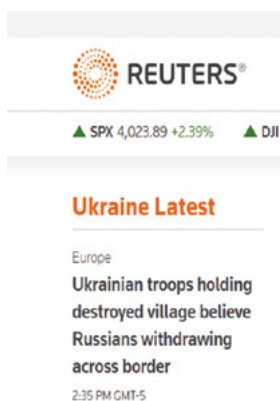 REUTERS®
▲ SPX 4,023.89 +2.39% ▲ DJI
Ukraine Latest
Europe
Ukrainian troops holding
destroyed village believe
Russians withdrawing
across border
2:35 PM GMT-5